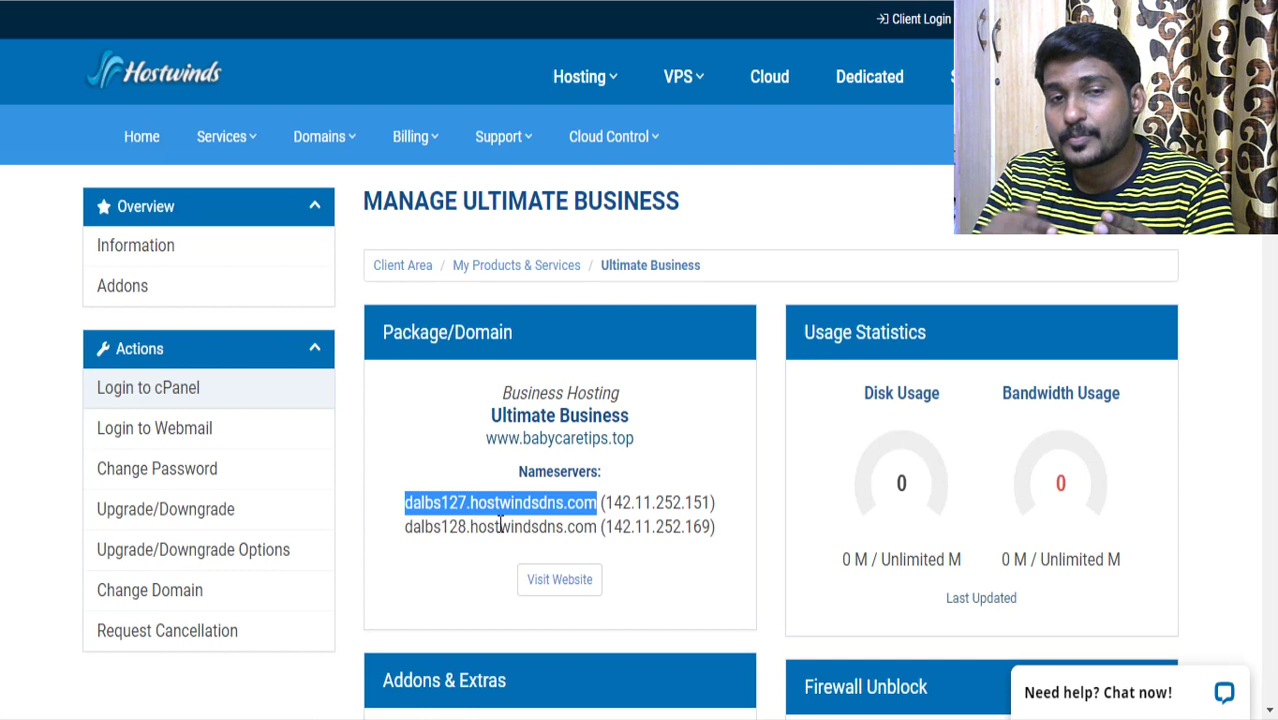 Client Login
Hostwinds
Hosting
VPS
Cloud
Dedicated
Home
Services
Domains
Billing
Support
Cloud Control
Overview
Information
Addons
Actions
Login to cPanel
Login to Webmail
Change Password
Upgrade/Downgrade
Upgrade/Downgrade Options
Change Domain
Request Cancellation
MANAGE ULTIMATE BUSINESS
Client Area / My Products & Services / Ultimate Business
Package/Domain
Business Hosting
Ultimate Business
www.babycaretips.top
Nameservers:
dalbs127.hostwindsdns.com (142.11.252.151)
dalbs128.hostwindsdns.com (142.11.252.169)
Visit Website
Usage Statistics
Disk Usage
Bandwidth Usage
0
0
0 M / Unlimited M
0 M / Unlimited M
Last Updated
Addons & Extras
Firewall Unblock
Need help? Chat now!